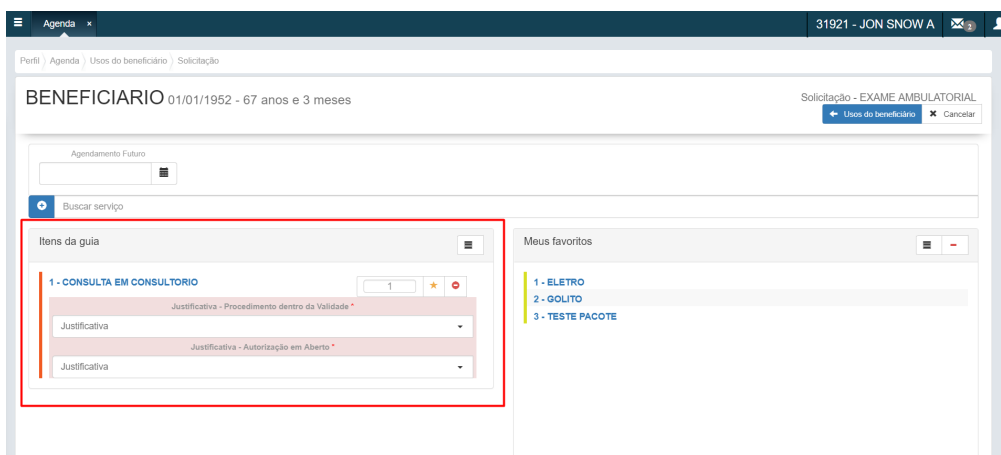 Agenda ×
31921 - JON SNOW A
2
Perfil Agenda Usos do beneficiário Solicitação
BENEFICIARIO 01/01/1952 - 67 anos e 3 meses
Solicitação - EXAME AMBULATORIAL
Usos do beneficiário
Cancelar
Agendamento Futuro
Buscar serviço
Itens da guia
1 - CONSULTA EM CONSULTORIO
1
Justificativa - Procedimento dentro da Validade *
Justificativa
Justificativa - Autorização em Aberto *
Justificativa
Meus favoritos
1 - ELETRO
2 - GOLITO
3 - TESTE PACOTE